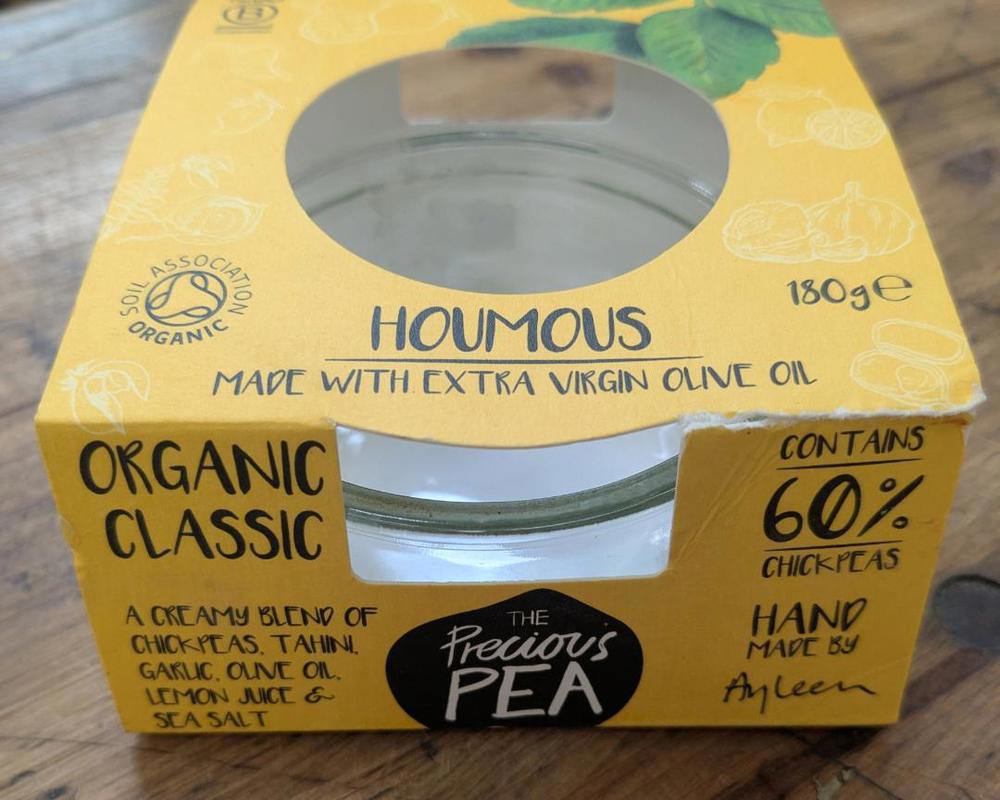 B
SOIL ASSOCIATION
ORGANIC
180g e
HOUMOUS
MADE WITH EXTRA VIRGIN OLIVE OIL
ORGANIC
CLASSIC
A CREAMY BLEND OF
CHICKPEAS, TAHINI,
GARLIC, OLIVE OIL,
LEMON JUICE &
SEA SALT
THE
Precious
PEA
CONTAINS
60%
CHICKPEAS
HAND
MADE BY
Ayleen